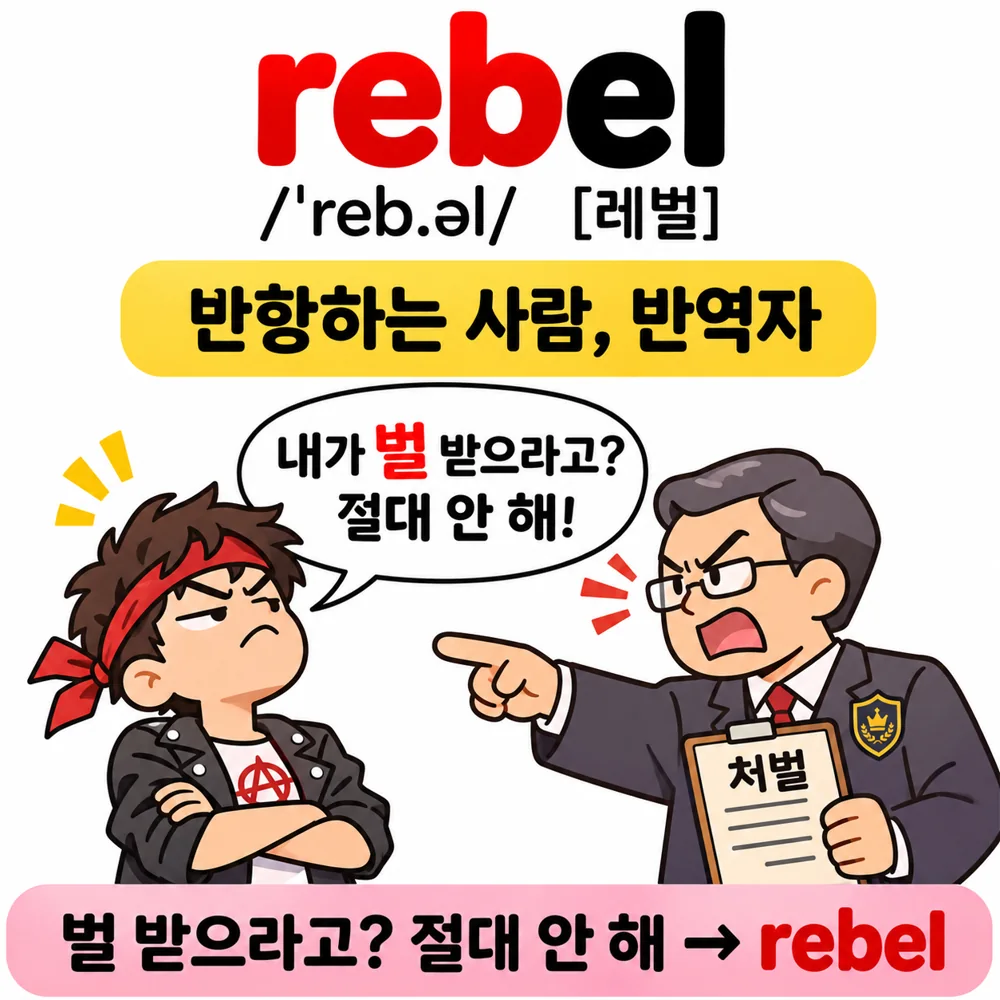 rebel
/ˈreb.əl/ [레벌]
반항하는 사람, 반역자
내가 벌 받으라고?
절대 안 해!
처벌
벌 받으라고? 절대 안 해 → rebel